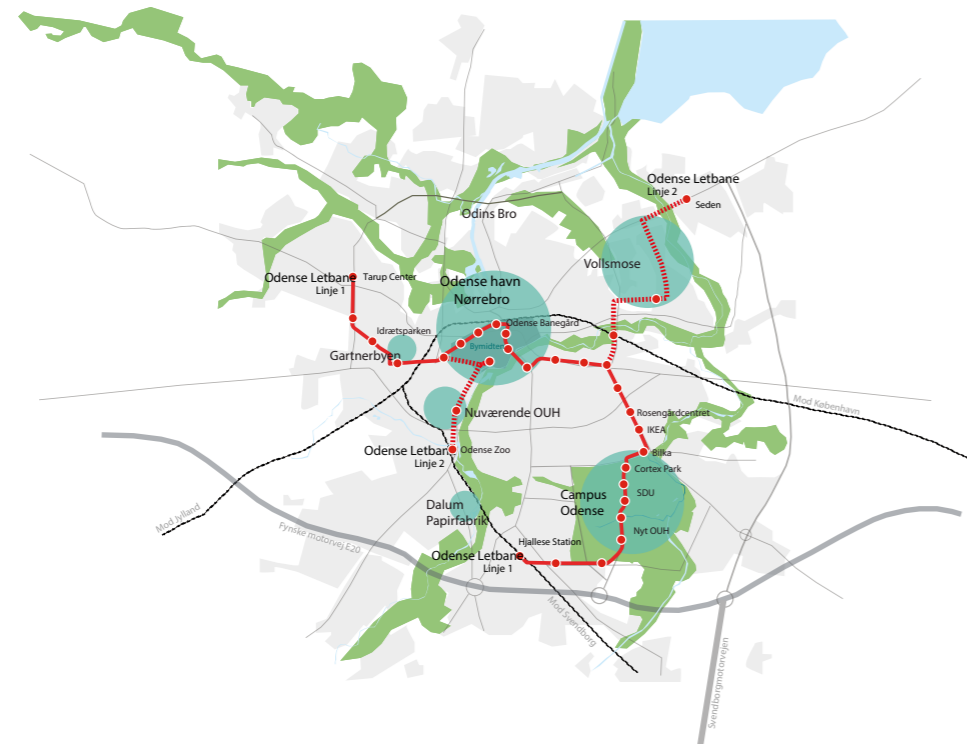 Odense Letbane
Linje 2
Seden
Odins Bro
Vollsmose
Odense Letbane
Linje 1
Tarup Center
Odense havn
Nørrebro
Idrætsparken
Odense Banegård
Bymidten
Gartnerbyen
Mod København
Nuværende OUH
Rosengårdcentret
IKEA
Odense Letbane
Linje 2
Odense Zoo
Bilka
Cortex Park
Campus
Odense
SDU
Dalum
Papirfabrik
Mod Jylland
Fynske motorvej E20
Nyt OUH
Hjallese Station
Odense Letbane
Linje 1
Mod Svendborg
Svendborgmotorvejen